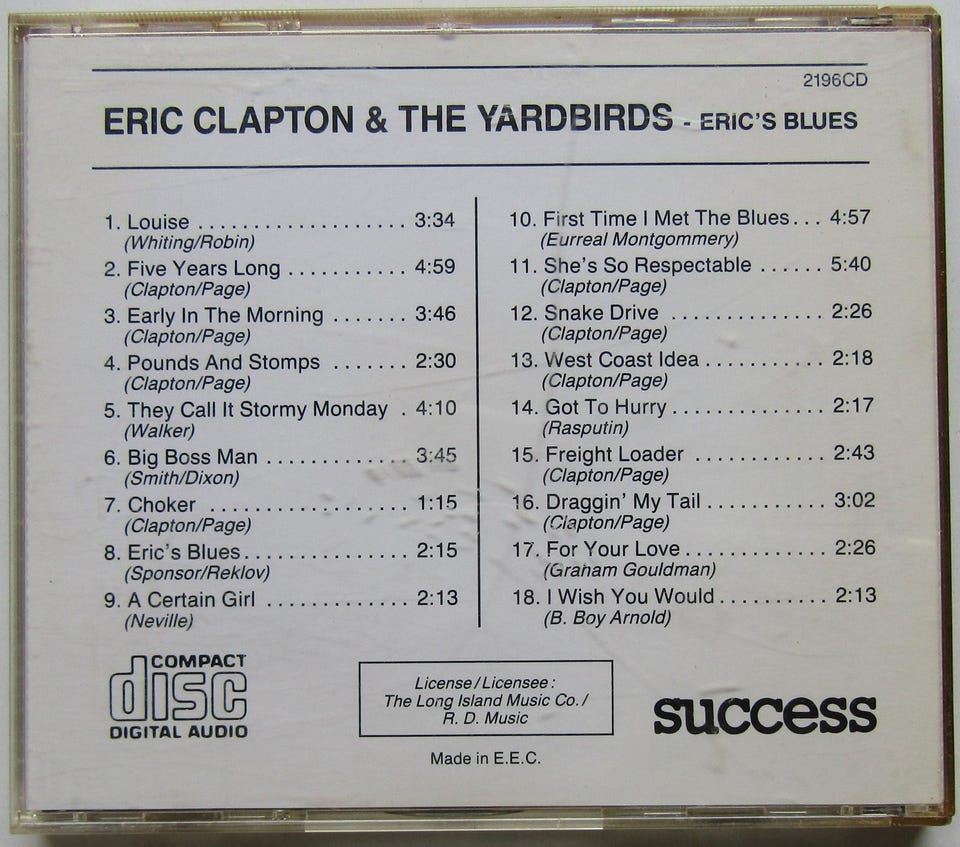 2196CD
ERIC CLAPTON & THE YARDBIRDS - ERIC'S BLUES
1. Louise . . . . . . . . . . . . . . . . . . . 3:34
(Whiting/Robin)
2. Five Years Long . . . . . . . . . . . 4:59
(Clapton/Page)
3. Early In The Morning . . . . . . . 3:46
(Clapton/Page)
4. Pounds And Stomps . . . . . . . 2:30
(Clapton/Page)
5. They Call It Stormy Monday . 4:10
(Walker)
6. Big Boss Man . . . . . . . . . . . . . 3:45
(Smith/Dixon)
7. Choker . . . . . . . . . . . . . . . . . . 1:15
(Clapton/Page)
8. Eric's Blues . . . . . . . . . . . . . . . 2:15
(Sponsor/Reklov)
9. A Certain Girl . . . . . . . . . . . . . 2:13
(Neville)
10. First Time I Met The Blues . . . 4:57
(Eurreal Montgommery)
11. She's So Respectable . . . . . . 5:40
(Clapton/Page)
12. Snake Drive . . . . . . . . . . . . . . 2:26
(Clapton/Page)
13. West Coast Idea . . . . . . . . . . . 2:18
(Clapton/Page)
14. Got To Hurry . . . . . . . . . . . . . . 2:17
(Rasputin)
15. Freight Loader . . . . . . . . . . . . 2:43
(Clapton/Page)
16. Draggin' My Tail . . . . . . . . . . . 3:02
(Clapton/Page)
17. For Your Love . . . . . . . . . . . . . 2:26
(Graham Gouldman)
18. I Wish You Would . . . . . . . . . . 2:13
(B. Boy Arnold)
COMPACT
disc
DIGITAL AUDIO
License/Licensee:
The Long Island Music Co./
R. D. Music
success
Made in E.E.C.